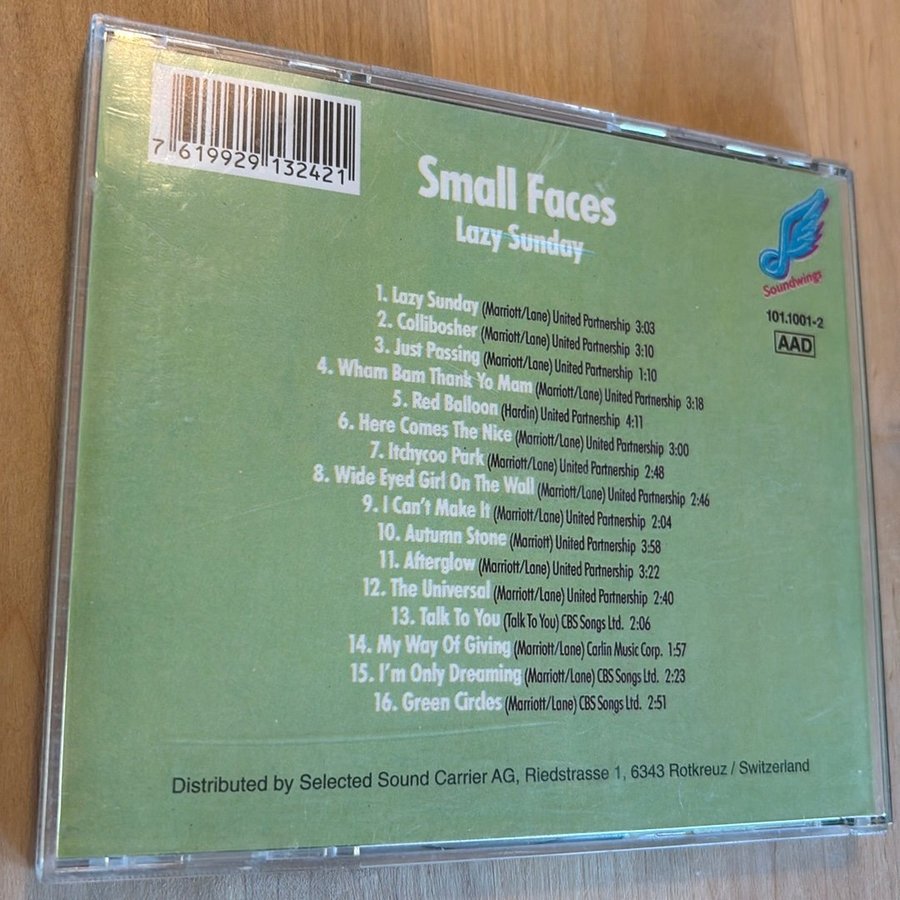 7 619929 132421
Small Faces
Lazy Sunday
Soundwings
101.1001-2
AAD
1. Lazy Sunday (Marriott/Lane) United Partnership 3:03
2. Collibosher (Marriott/Lane) United Partnership 3:10
3. Just Passing (Marriott/Lane) United Partnership 1:10
4. Wham Bam Thank Yo Mam (Marriott/Lane) United Partnership 3:18
5. Red Balloon (Hardin) United Partnership 4:11
6. Here Comes The Nice (Marriott/Lane) United Partnership 3:00
7. Itchycoo Park (Marriott/Lane) United Partnership 2:48
8. Wide Eyed Girl On The Wall (Marriott/Lane) United Partnership 2:46
9. I Can't Make It (Marriott/Lane) United Partnership 2:04
10. Autumn Stone (Marriott) United Partnership 3:58
11. Afterglow (Marriott/Lane) United Partnership 3:22
12. The Universal (Marriott/Lane) United Partnership 2:40
13. Talk To You (Talk To You) CBS Songs Ltd. 2:06
14. My Way Of Giving (Marriott/Lane) Carlin Music Corp. 1:57
15. I'm Only Dreaming (Marriott/Lane) CBS Songs Ltd. 2:23
16. Green Circles (Marriott/Lane) CBS Songs Ltd. 2:51
Distributed by Selected Sound Carrier AG, Riedstrasse 1, 6343 Rotkreuz / Switzerland